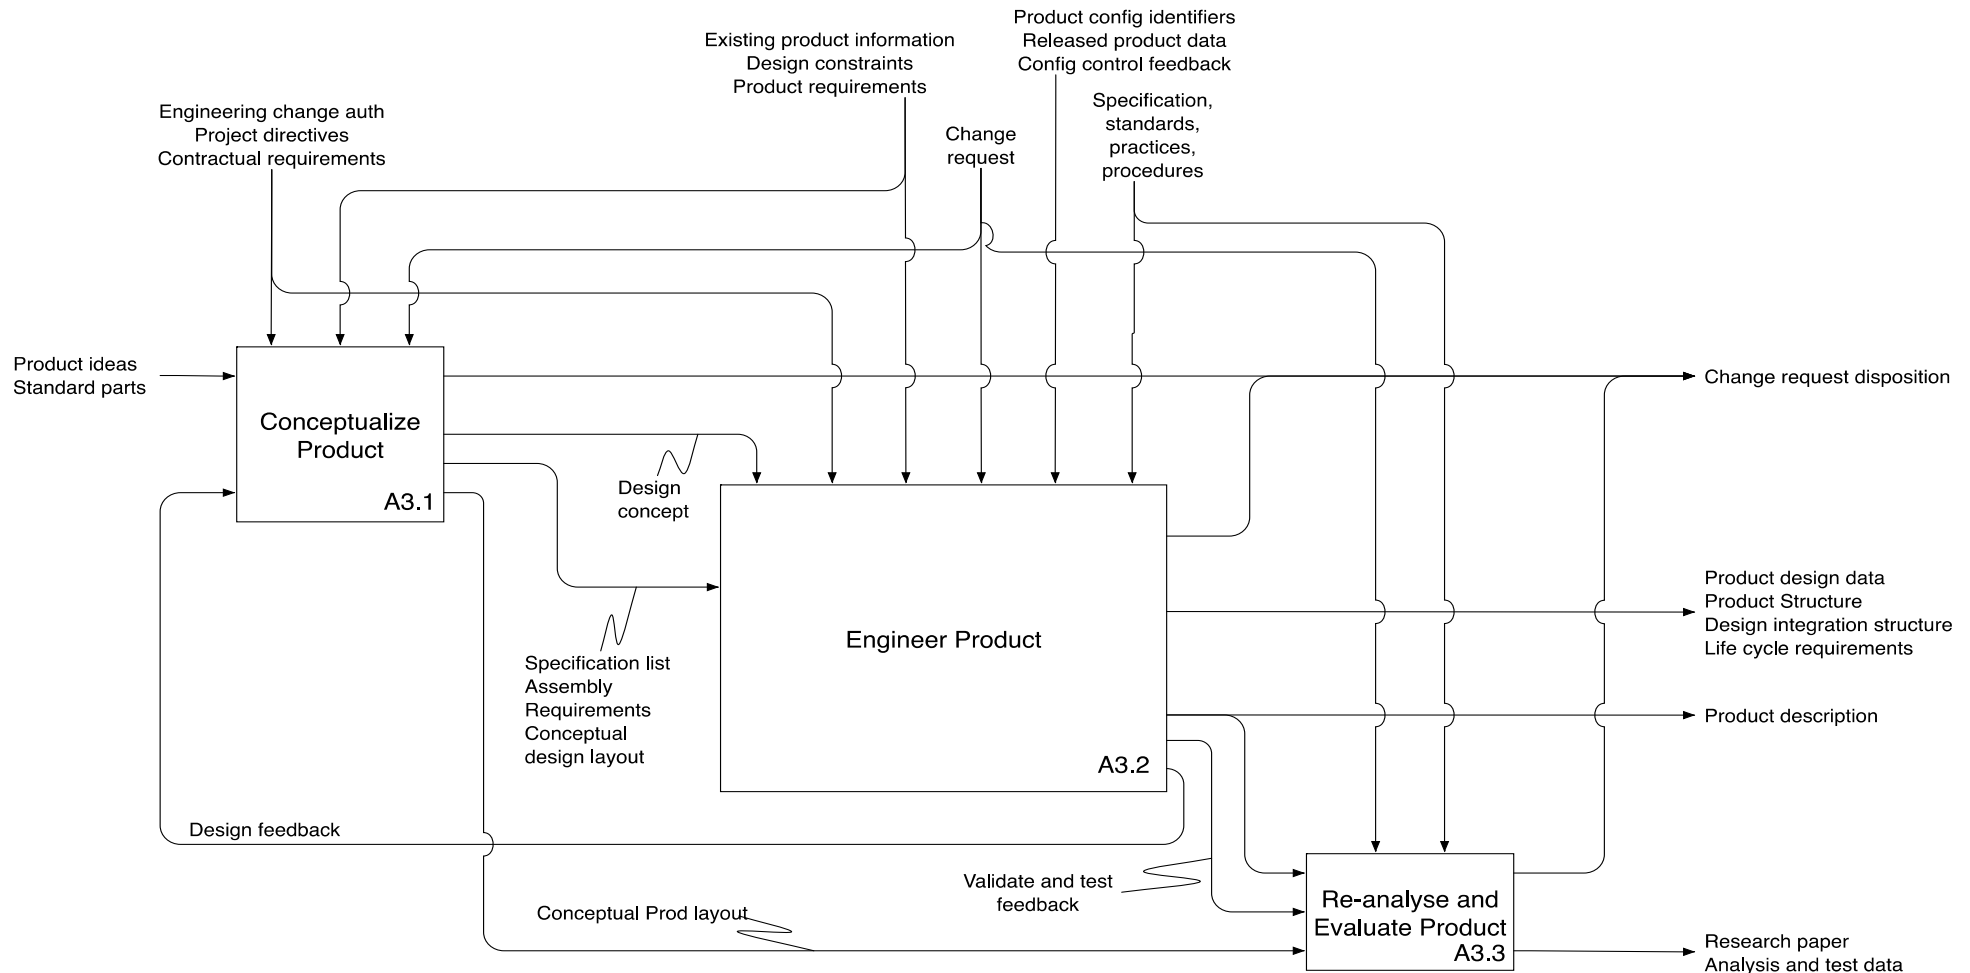 Product config identifiers
Released product data
Config control feedback
Existing product information
Design constraints
Product requirements
Specification,
standards,
practices,
procedures
Engineering change auth
Project directives
Contractual requirements
Change
request
Product ideas
Standard parts
Change request disposition
Conceptualize
Product
A3.1
Design
concept
Product design data
Product Structure
Design integration structure
Life cycle requirements
Engineer Product
A3.2
Specification list
Assembly
Requirements
Conceptual
design layout
Product description
Design feedback
Validate and test
feedback
Conceptual Prod layout
Re-analyse and
Evaluate Product
A3.3
Research paper
Analysis and test data